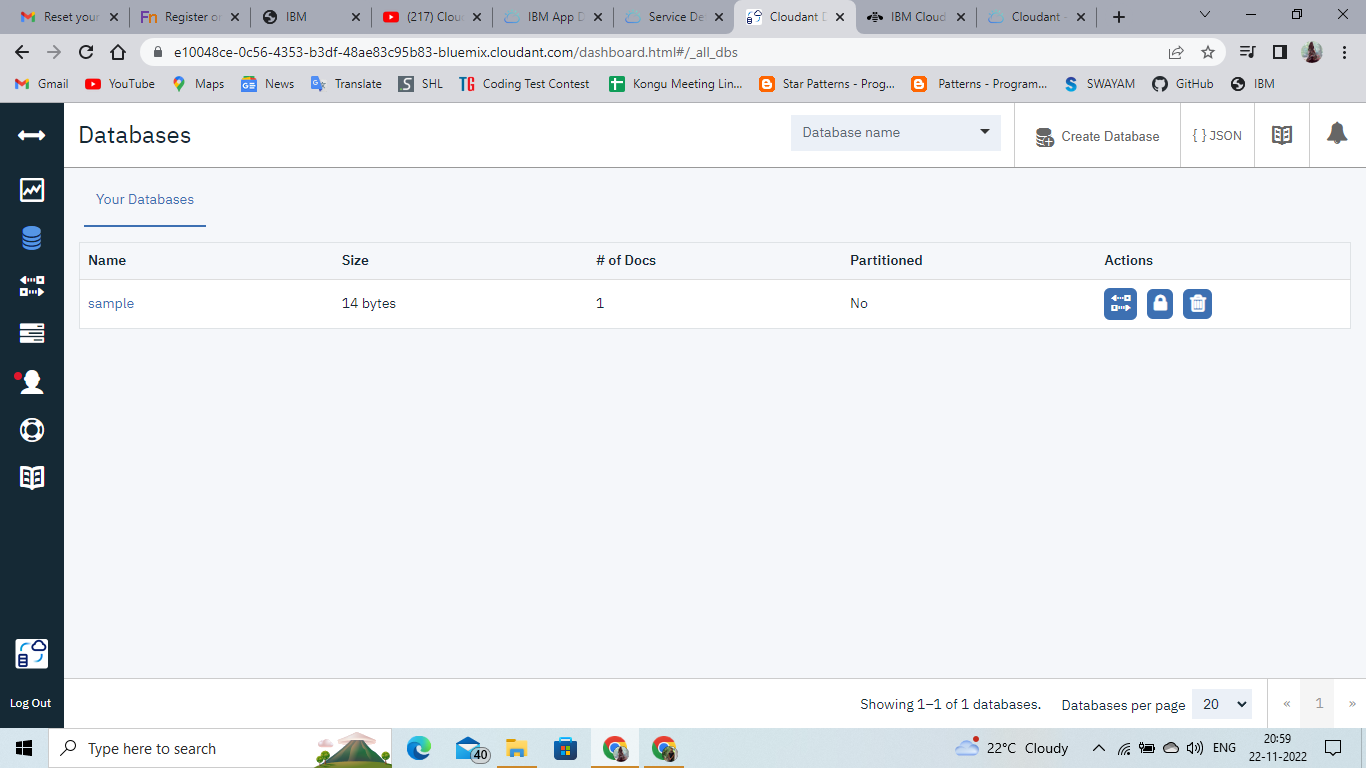 Reset your
Register or
IBM
(217) Clou
IBM App D
Service De
Cloudant D
IBM Cloud
Cloudant -
e10048ce-0c56-4353-b3df-48ae83c95b83-bluemix.cloudant.com/dashboard.html#/_all_dbs
Gmail
YouTube
Maps
News
Translate
SHL
Coding Test Contest
Kongu Meeting Lin...
Star Patterns - Prog...
Patterns - Program...
SWAYAM
GitHub
IBM
Databases
Database name
Create Database
{ } JSON
Your Databases
Name Size # of Docs Partitioned Actions
sample 14 bytes 1 No
Log Out
Showing 1–1 of 1 databases.
Databases per page 20
« 1 »
Type here to search
40
22°C Cloudy
ENG
20:59
22-11-2022